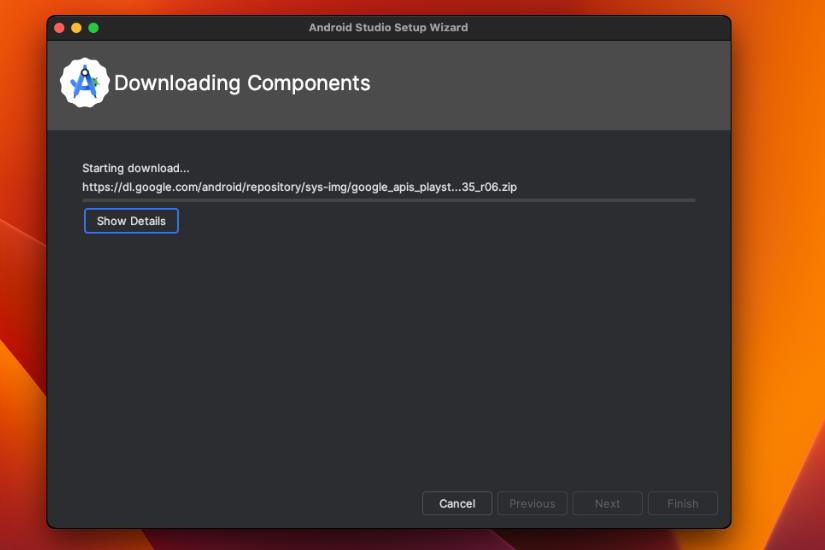 Android Studio Setup Wizard
Downloading Components
Starting download...
https://dl.google.com/android/repository/sys-img/google_apis_playst...35_r06.zip
Show Details
Cancel
Previous
Next
Finish